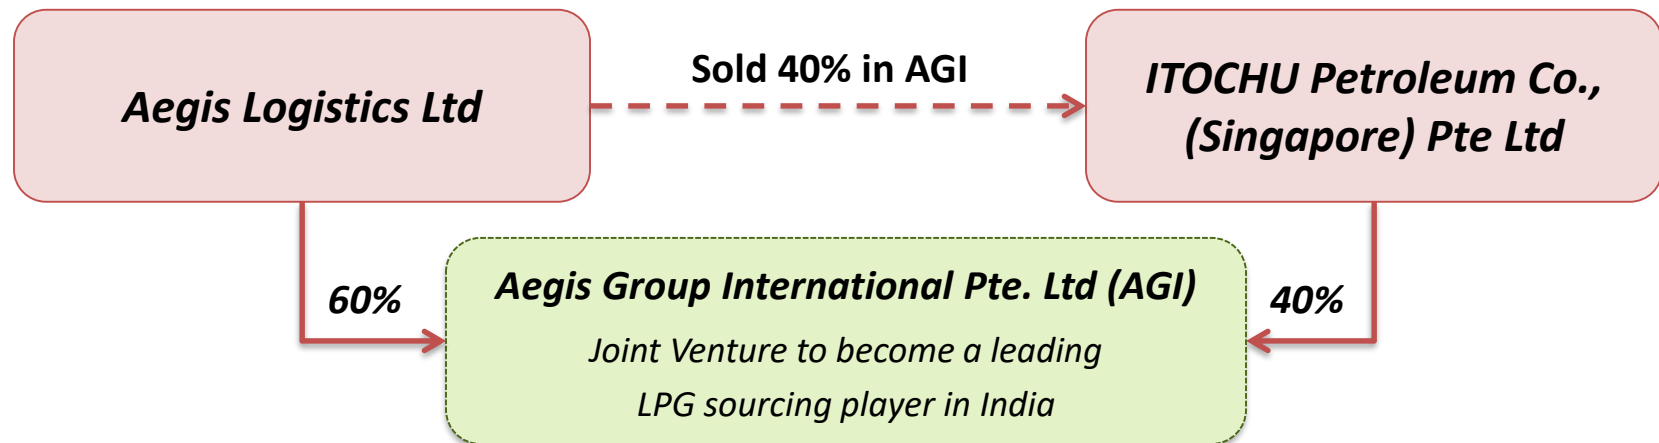 Aegis Logistics Ltd
Sold 40% in AGI
ITOCHU Petroleum Co.,
(Singapore) Pte Ltd
60%
Aegis Group International Pte. Ltd (AGI)
Joint Venture to become a leading
LPG sourcing player in India
40%